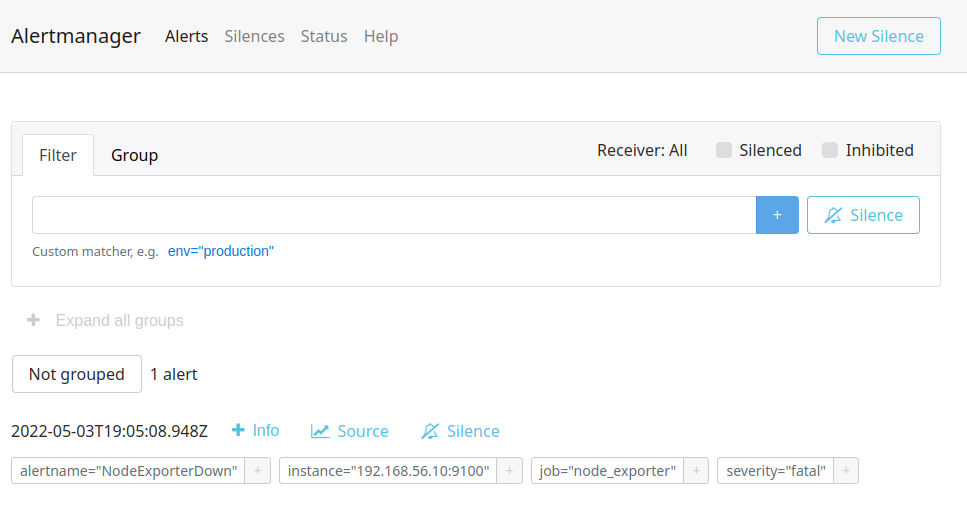 Alertmanager Alerts Silences Status Help New Silence
Filter Group Receiver: All Silenced Inhibited
+ Silence
Custom matcher, e.g. env="production"
+ Expand all groups
Not grouped 1 alert
2022-05-03T19:05:08.948Z + Info Source Silence
alertname="NodeExporterDown" + instance="192.168.56.10:9100" + job="node_exporter" + severity="fatal" +